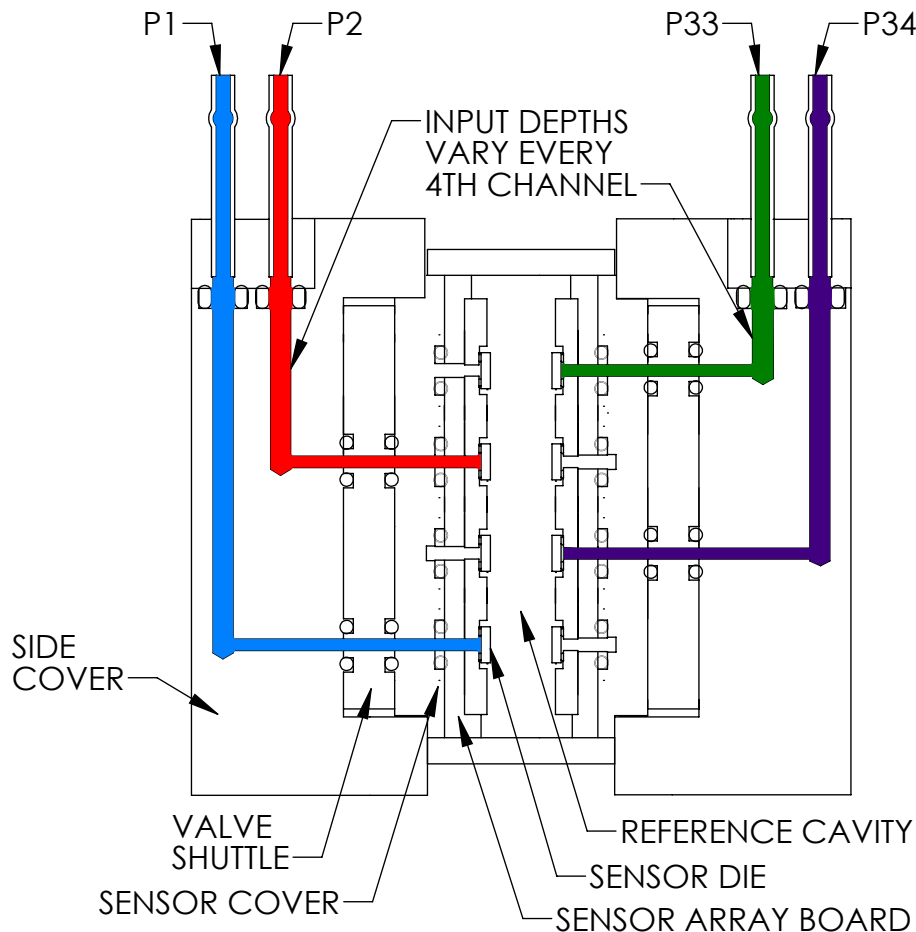 P1
P2
P33
P34
INPUT DEPTHS
VARY EVERY
4TH CHANNEL
SIDE
COVER
VALVE
SHUTTLE
SENSOR COVER
REFERENCE CAVITY
SENSOR DIE
SENSOR ARRAY BOARD